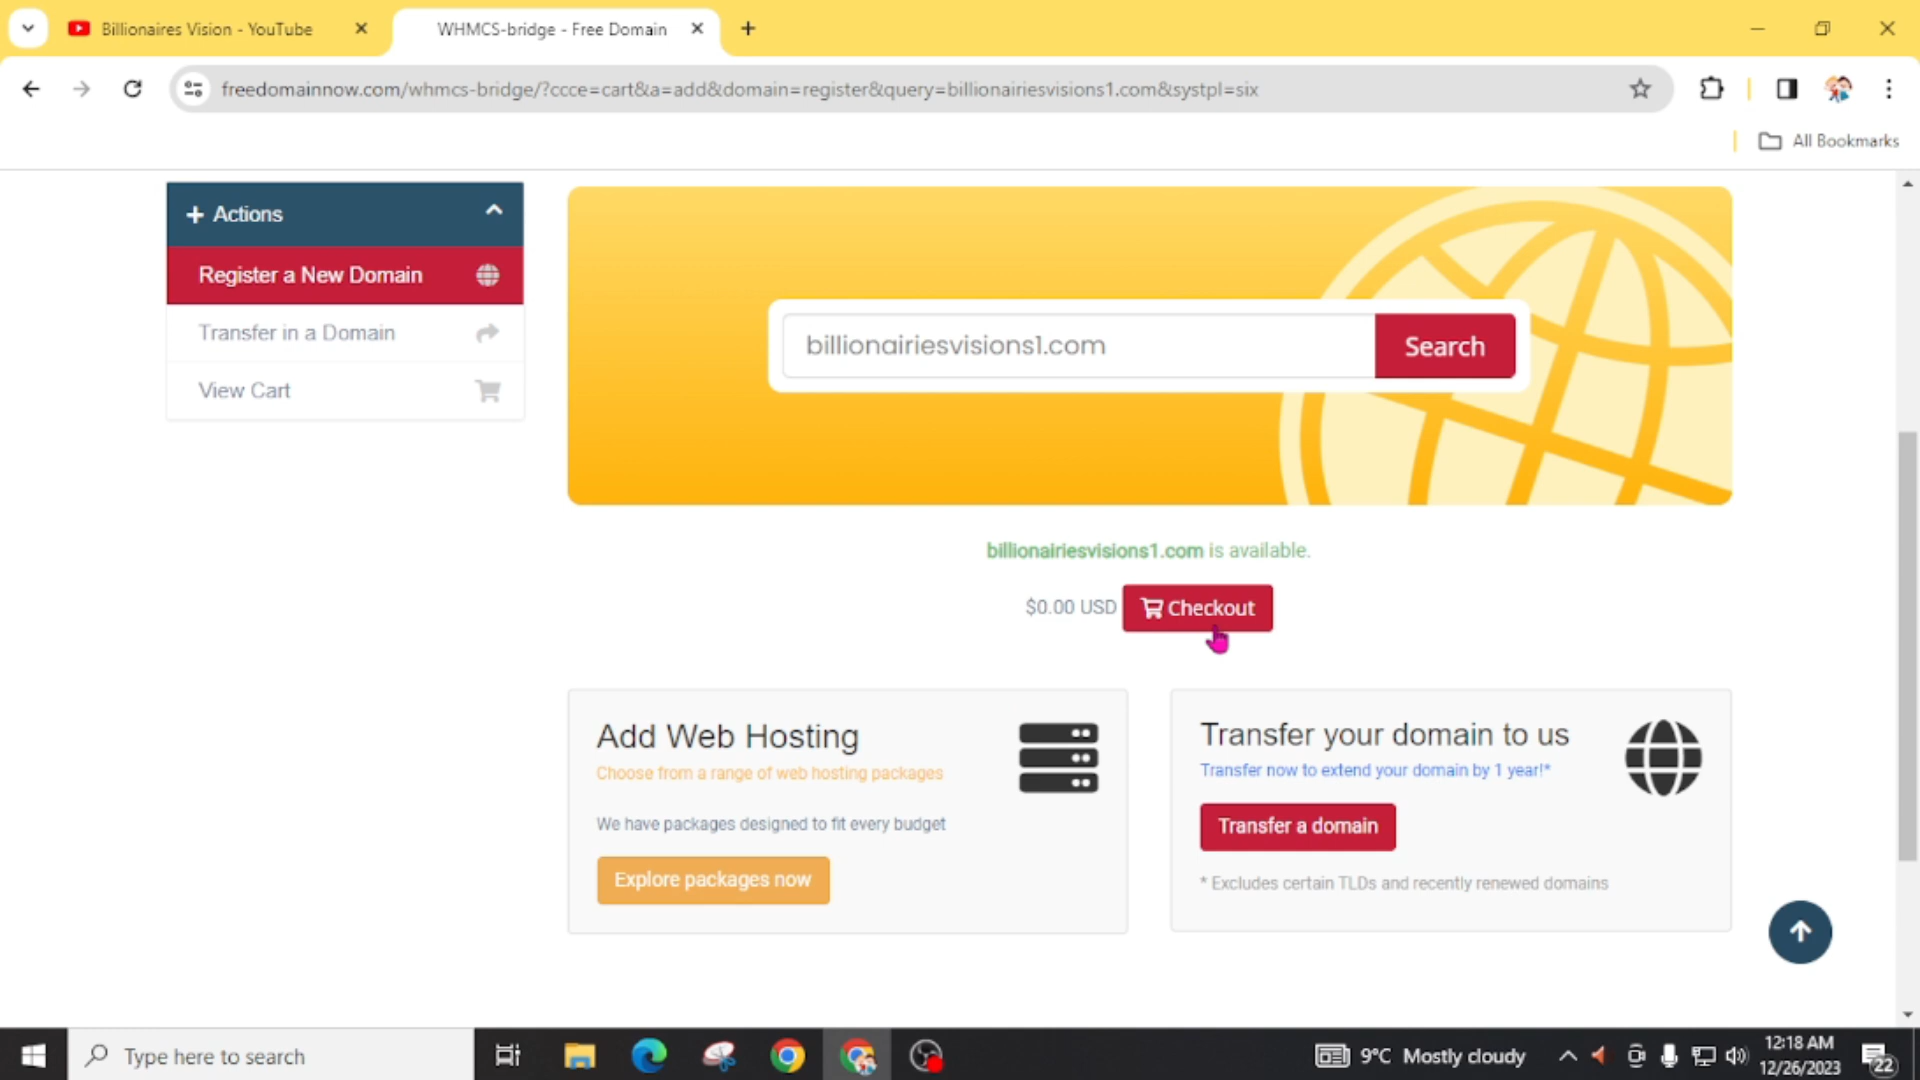 Billionaires Vision - YouTube
WHMCS-bridge - Free Domain
freedomainnow.com/whmcs-bridge/?ccce=cart&a=add&domain=register&query=billionairiesvisions1.com&systpl=six
All Bookmarks
Actions
Register a New Domain
Transfer in a Domain
View Cart
billionairiesvisions1.com
Search
billionairiesvisions1.com is available.
$0.00 USD
Checkout
Add Web Hosting
Choose from a range of web hosting packages
We have packages designed to fit every budget
Explore packages now
Transfer your domain to us
Transfer now to extend your domain by 1 year!*
Transfer a domain
* Excludes certain TLDs and recently renewed domains
Type here to search
9°C Mostly cloudy
12:18 AM
12/26/2023
22